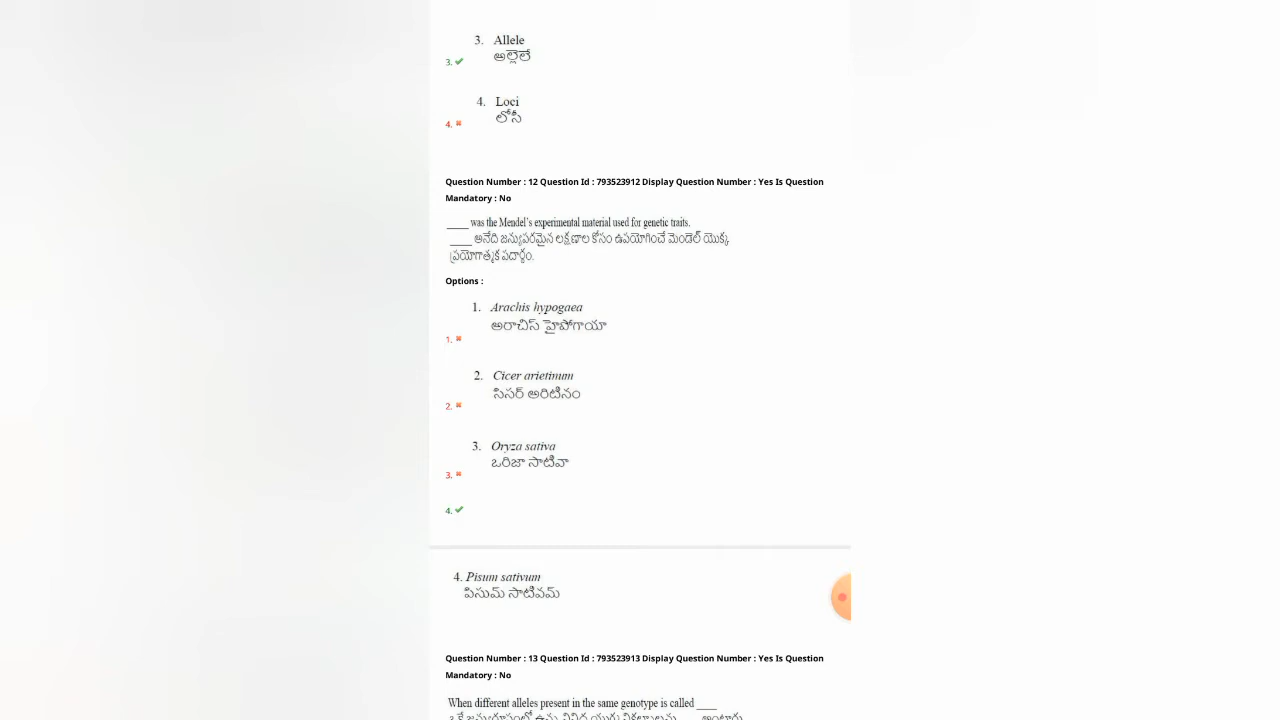 3. Allele
అల్లెలే
3.
4. Loci
లోసీ
4.
Question Number : 12 Question Id : 793523912 Display Question Number : Yes Is Question
Mandatory : No
____ was the Mendel's experimental material used for genetic traits.
____ అనేది జన్యుపరమైన లక్షణాల కోసం ఉపయోగించే మెండెల్ యొక్క
ప్రయోగాత్మక పదార్థం.
Options :
1. Arachis hypogaea
అరాచిస్ హైపోగాయా
1.
2. Cicer arietinum
సిసర్ అరిటినం
2.
3. Oryza sativa
ఒరిజా సాటివా
3.
4.
4. Pisum sativum
పిసుమ్ సాటివమ్
Question Number : 13 Question Id : 793523913 Display Question Number : Yes Is Question
Mandatory : No
When different alleles present in the same genotype is called ____